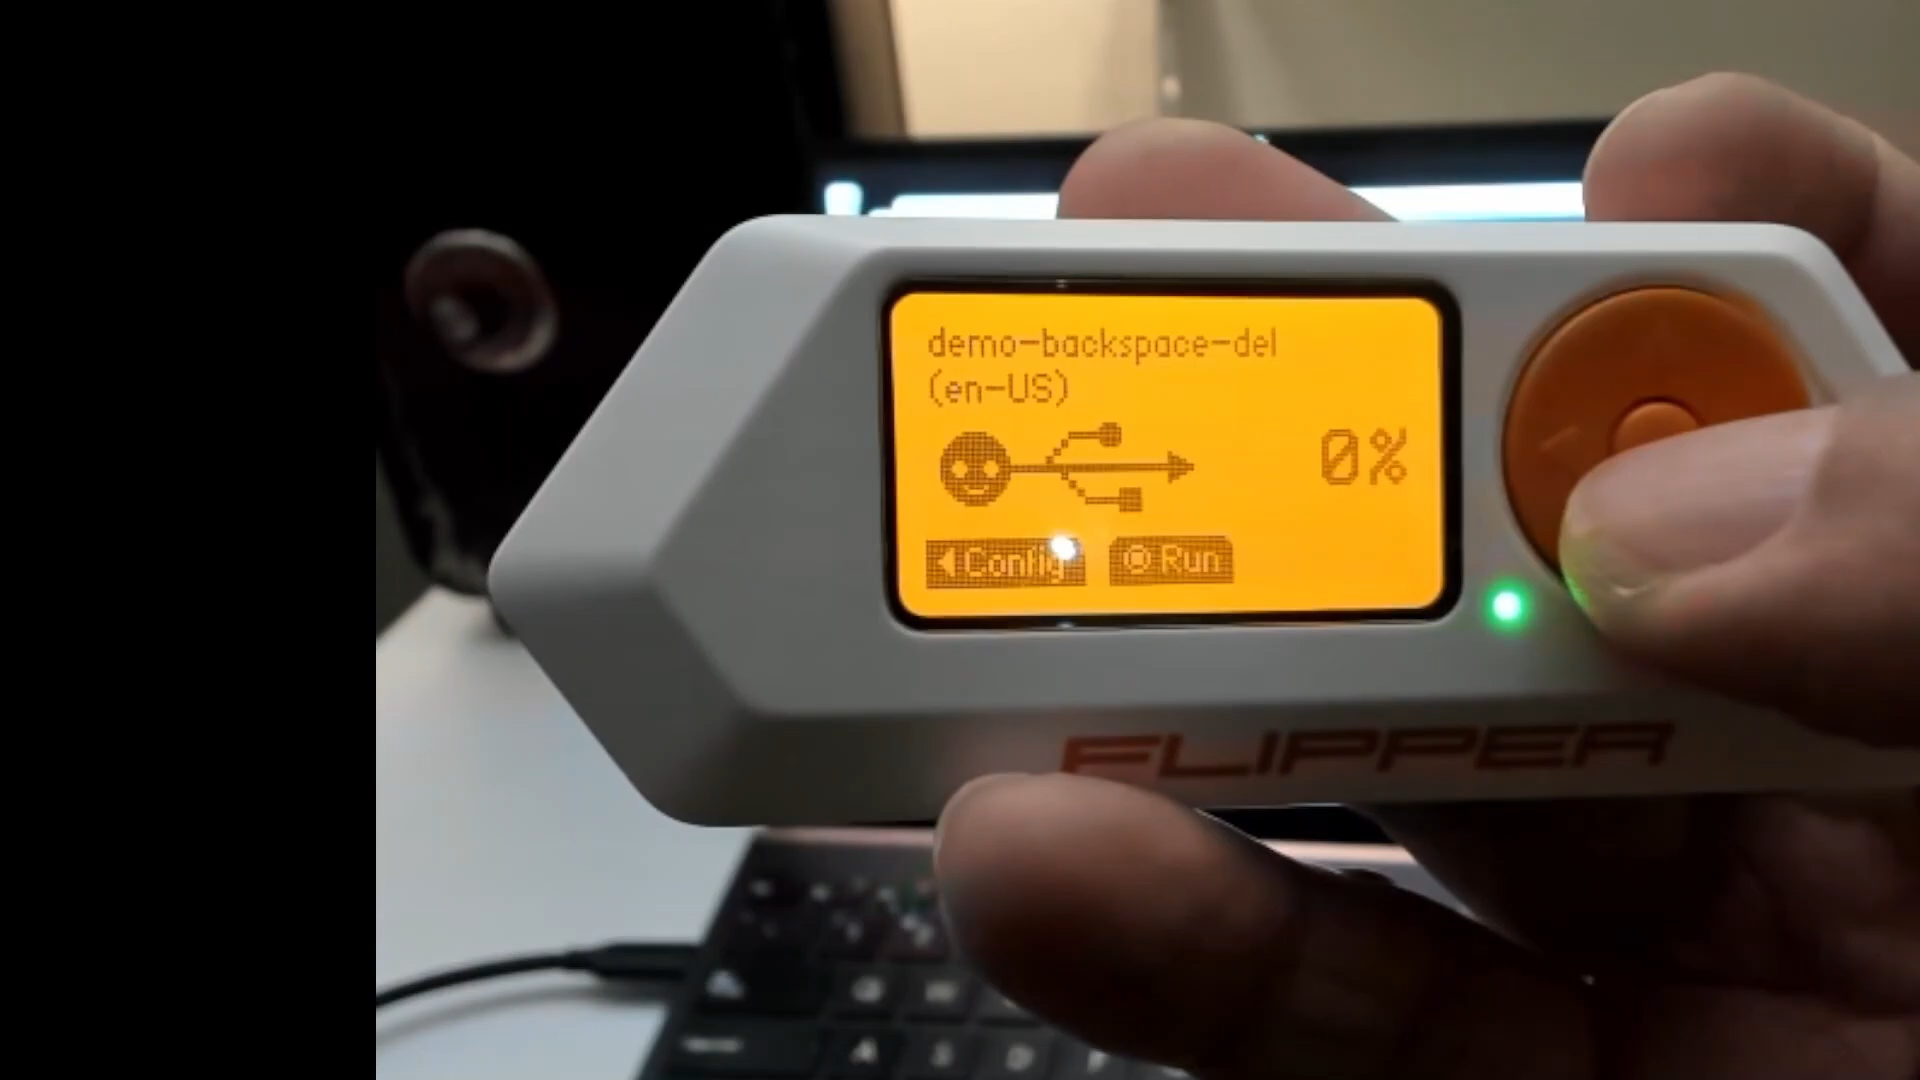 demo-backspace-del
(en-US)
0%
Config
Run
FLIPPER
A
S
D